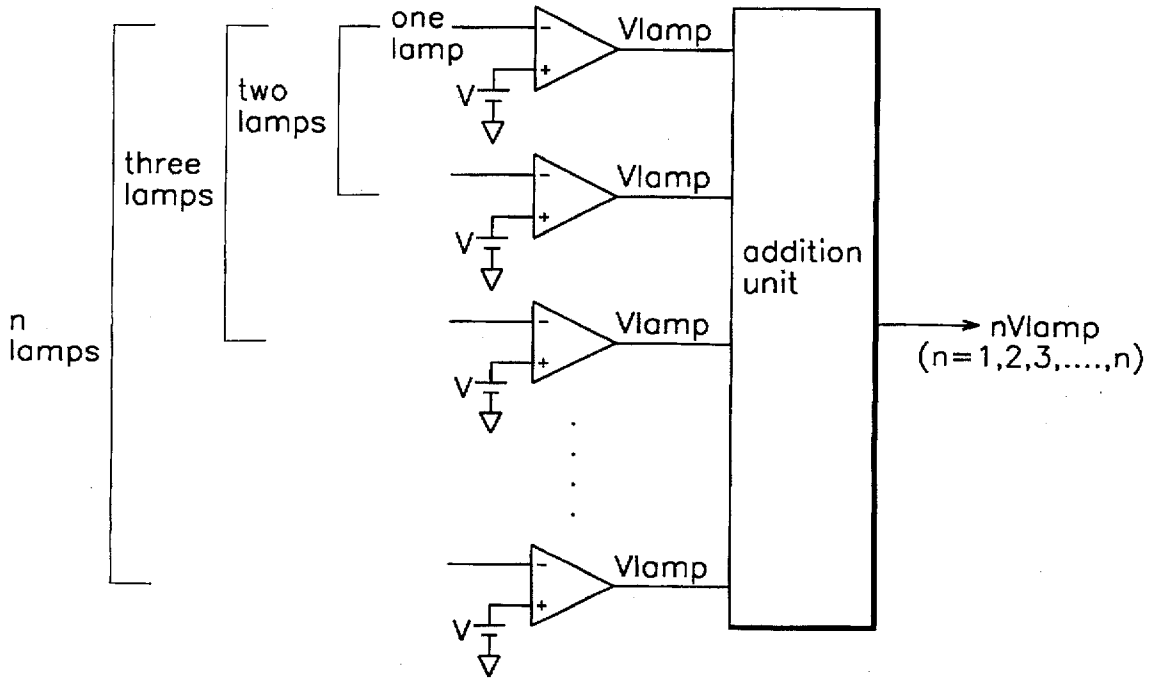 one
lamp
Vlamp
two
lamps
V
−
+
three
lamps
Vlamp
−
+
V
addition
unit
n
lamps
Vlamp
−
+
V
nVlamp
(n=1,2,3,....,n)
Vlamp
−
+
V